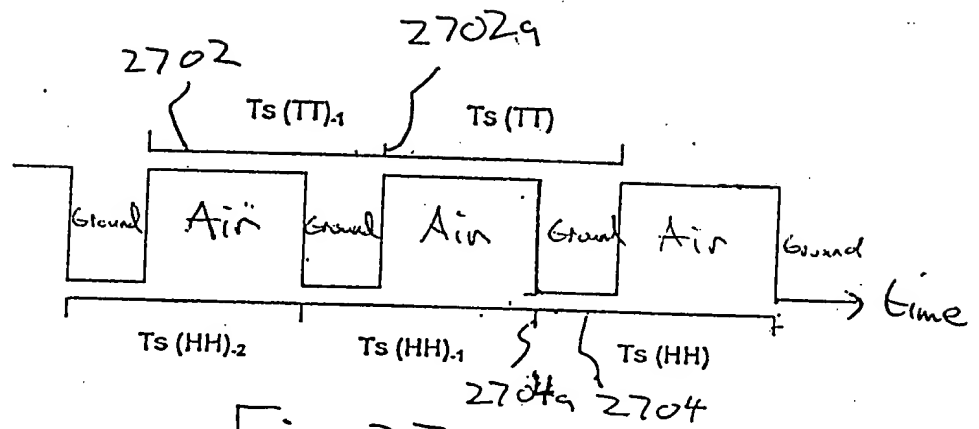 2702 2702a
Ts (TT)-1 Ts (TT)
Ground Air Ground Air Ground Air Ground
time
Ts (HH)-2 Ts (HH)-1 Ts (HH)
2704a 2704